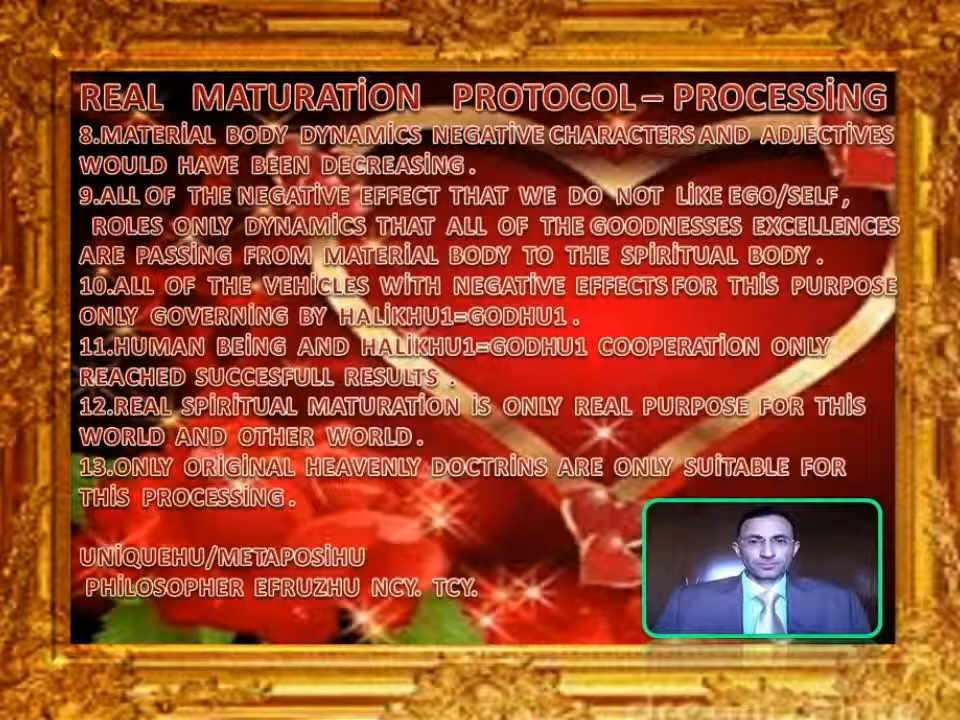 REAL MATURATİON PROTOCOL – PROCESSİNG
8.MATERİAL BODY DYNAMİCS NEGATİVE CHARACTERS AND ADJECTİVES
WOULD HAVE BEEN DECREASİNG .
9.ALL OF THE NEGATİVE EFFECT THAT WE DO NOT LİKE EGO/SELF ,
ROLES ONLY DYNAMİCS THAT ALL OF THE GOODNESSES EXCELLENCES
ARE PASSİNG FROM MATERİAL BODY TO THE SPİRİTUAL BODY .
10.ALL OF THE VEHİCLES WİTH NEGATİVE EFFECTS FOR THİS PURPOSE
ONLY GOVERNİNG BY HALİKHU1=GODHU1 .
11.HUMAN BEİNG AND HALİKHU1=GODHU1 COOPERATİON ONLY
REACHED SUCCESFULL RESULTS .
12.REAL SPİRİTUAL MATURATİON İS ONLY REAL PURPOSE FOR THİS
WORLD AND OTHER WORLD .
13.ONLY ORİGİNAL HEAVENLY DOCTRİNS ARE ONLY SUİTABLE FOR
THİS PROCESSİNG .
UNİQUEHU/METAPOSİHU
PHİLOSOPHER EFRUZHU NCY. TCY.